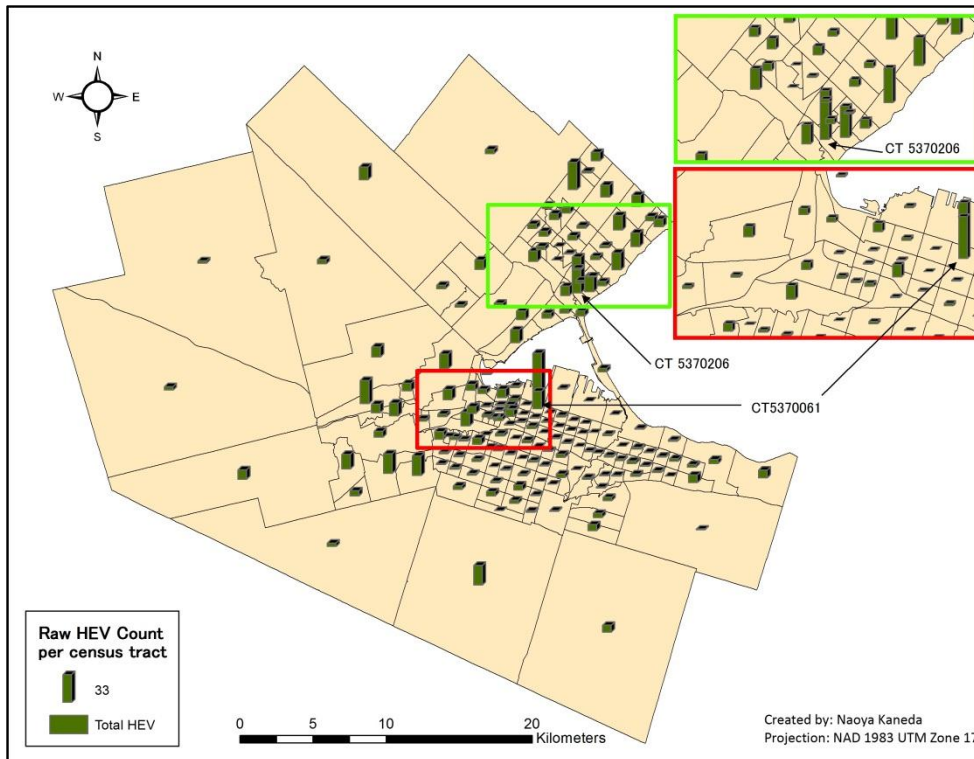 N
W E
S
CT 5370206
CT 5370206
CT5370061
Raw HEV Count
per census tract
33
Total HEV
0 5 10 20
Kilometers
Created by: Naoya Kaneda
Projection: NAD 1983 UTM Zone 17